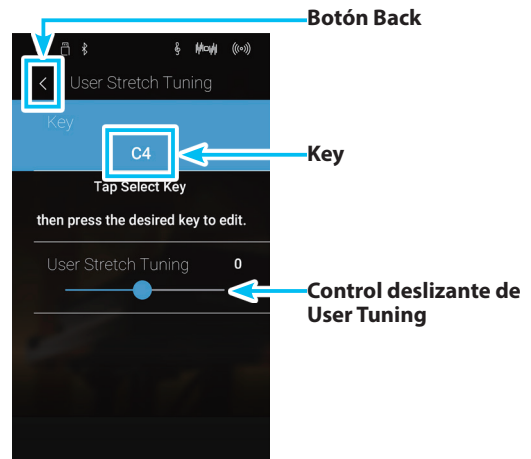 Botón Back
User Stretch Tuning
Key
C4
Key
Tap Select Key
then press the desired key to edit.
User Stretch Tuning 0
Control deslizante de
User Tuning